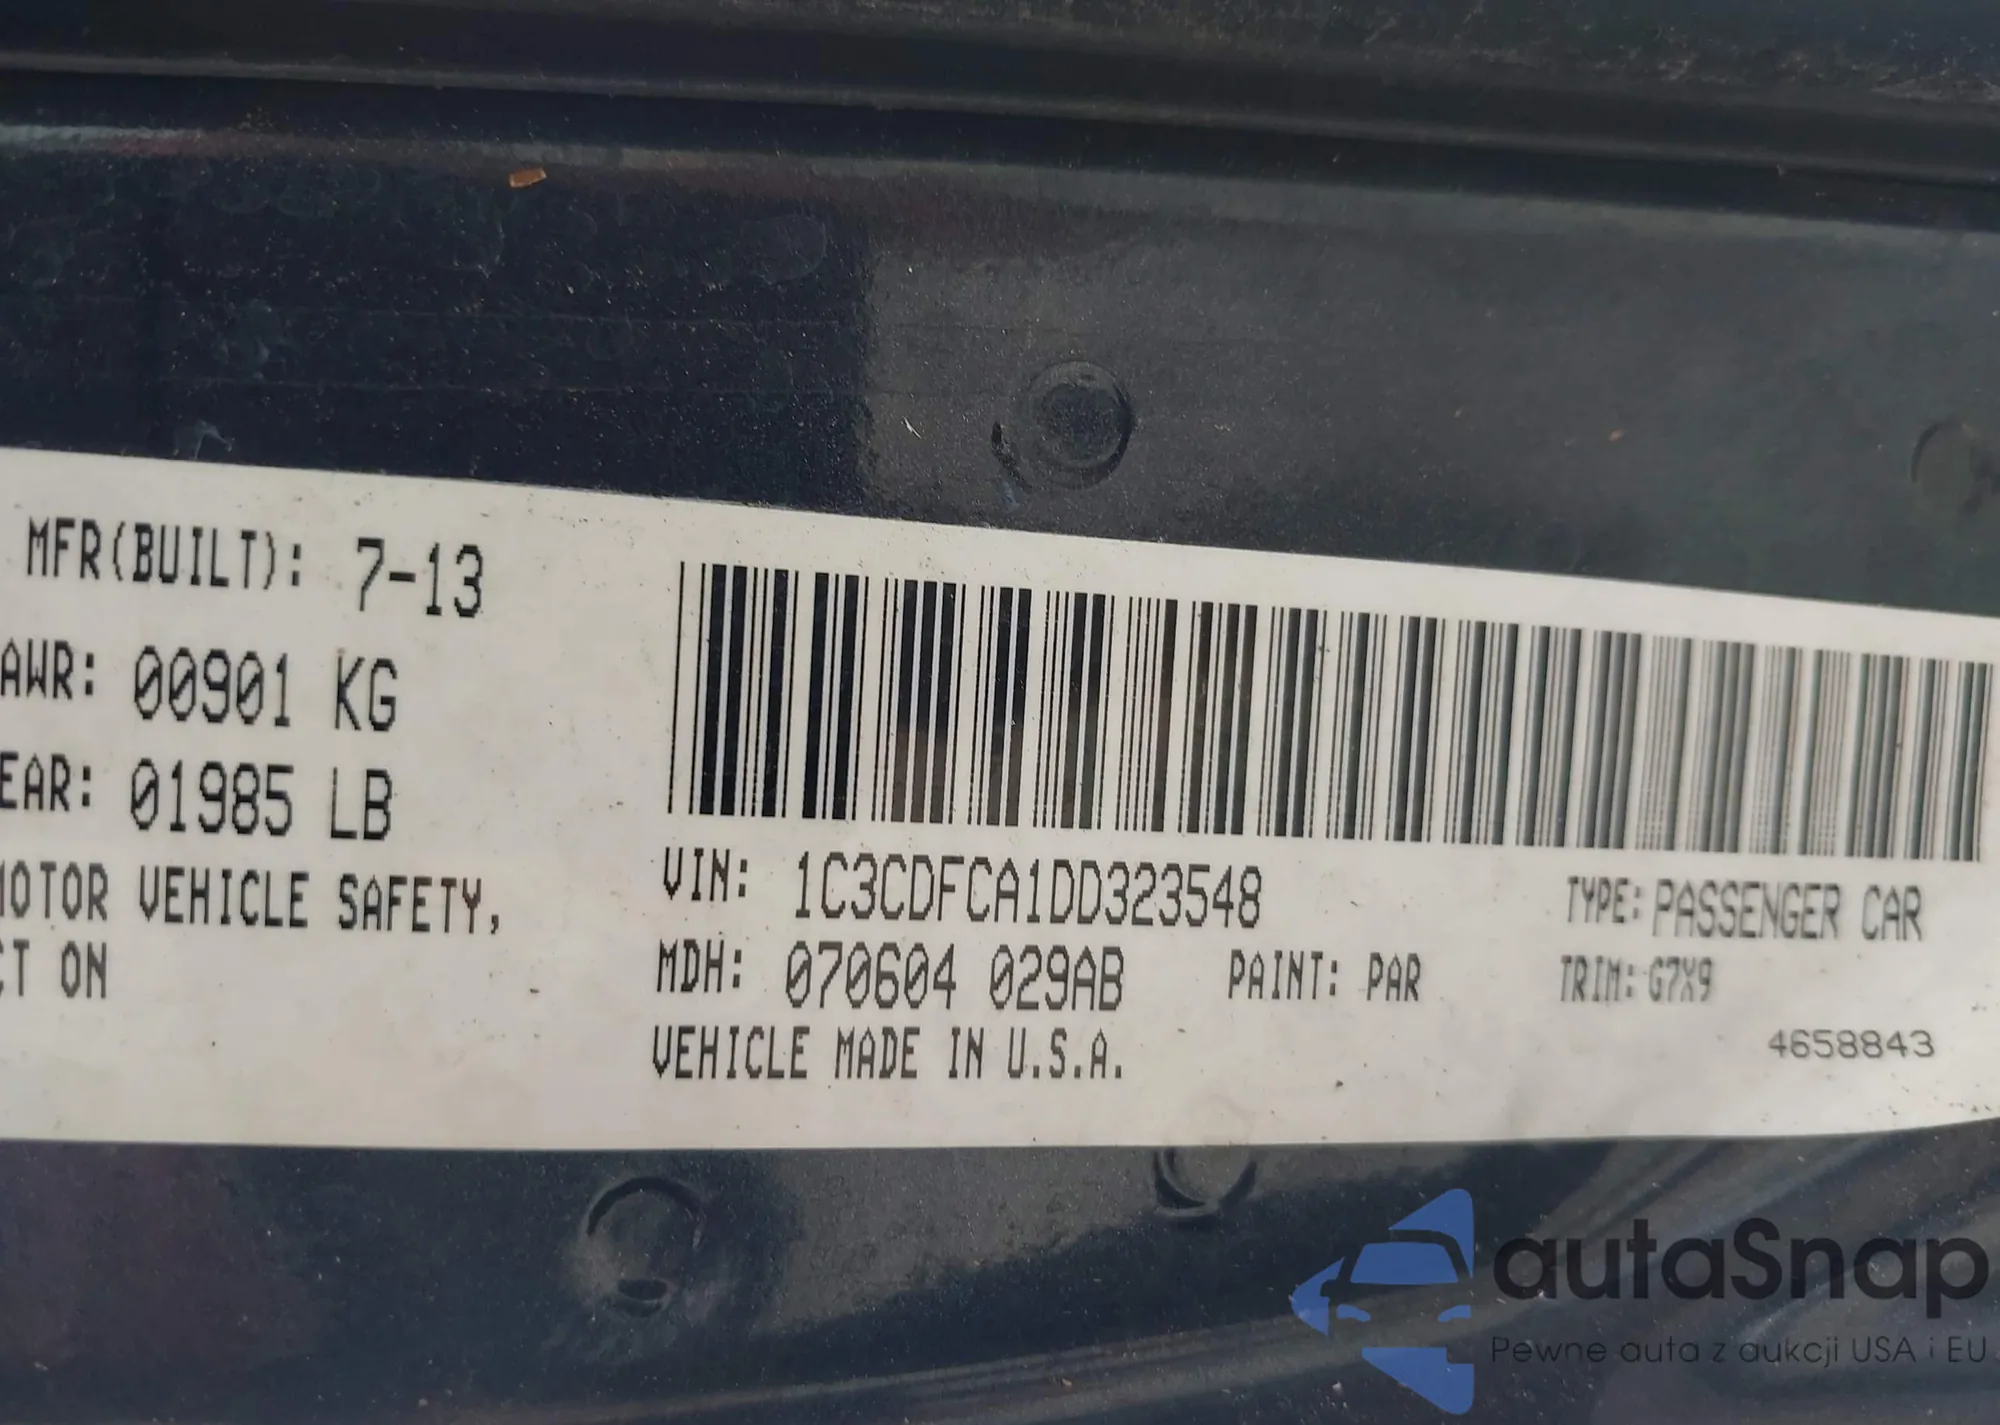 MFR(BUILT): 7-13
AWR: 00901 KG
EAR: 01985 LB
MOTOR VEHICLE SAFETY,
CT ON
VIN: 1C3CDFCA1DD323548
TYPE: PASSENGER CAR
MDH: 070604 029AB
PAINT: PAR
TRIM: G7X9
VEHICLE MADE IN U.S.A.
4658843
autaSnap
Pewne auta z aukcji USA i EU